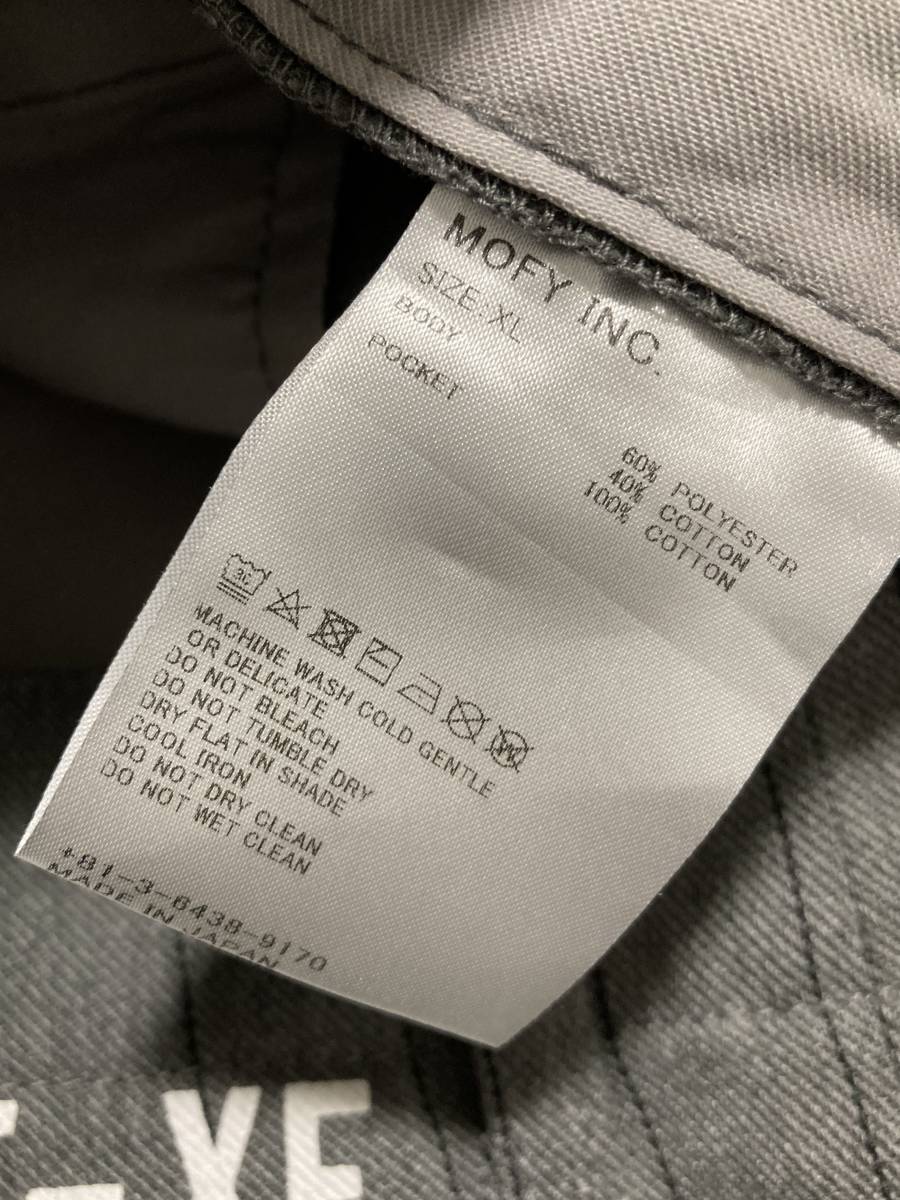 MOFY INC.
SIZE:XL
BODY
60% POLYESTER
40% COTTON
POCKET
100% COTTON
30
W
MACHINE WASH COLD GENTLE
OR DELICATE
DO NOT BLEACH
DO NOT TUMBLE DRY
DRY FLAT IN SHADE
COOL IRON
DO NOT DRY CLEAN
DO NOT WET CLEAN
+81-3-6438-9170
MADE IN JAPAN